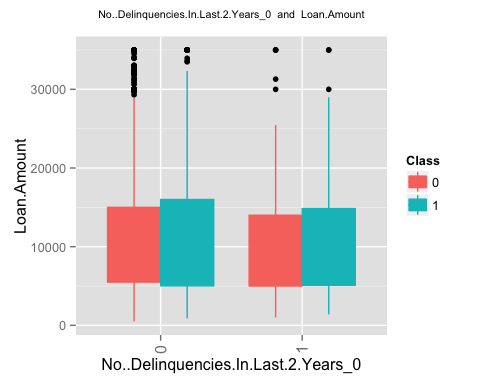 No..Delinquencies.In.Last.2.Years_0 and Loan.Amount
Loan.Amount
30000
20000
10000
0
0
1
No..Delinquencies.In.Last.2.Years_0
Class
0
1